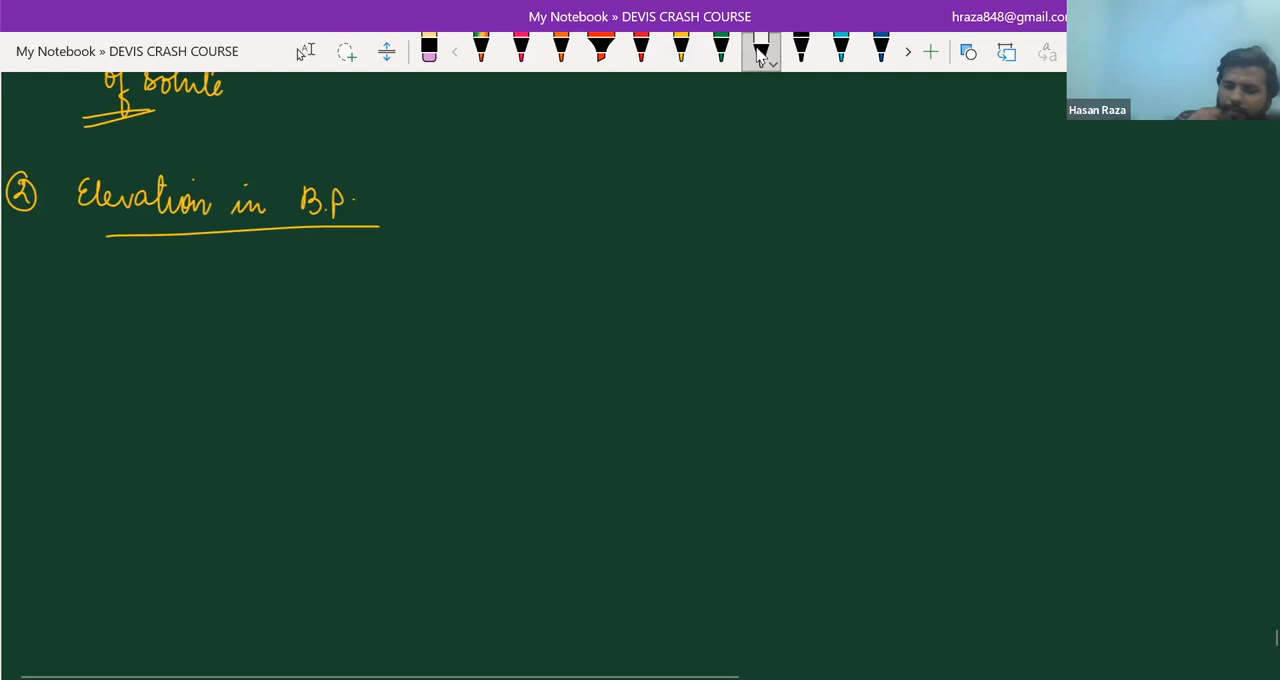 My Notebook » DEVIS CRASH COURSE
hraza848@gmail.co
My Notebook » DEVIS CRASH COURSE
Hasan Raza
of solute
② Elevation in B.P.